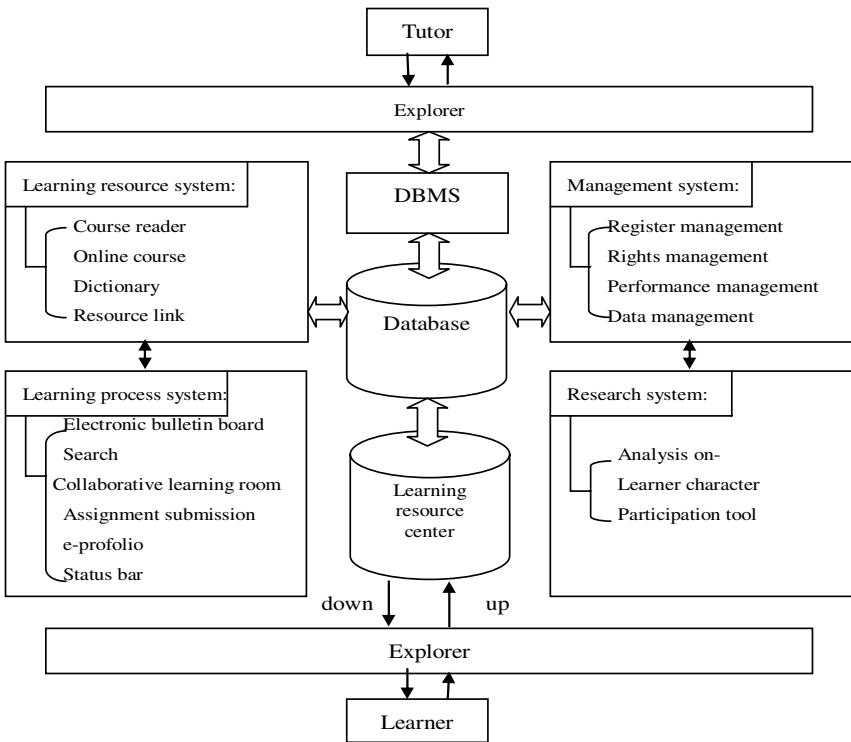 Tutor
Explorer
Learning resource system:
Course reader
Online course
Dictionary
Resource link
DBMS
Management system:
Register management
Rights management
Performance management
Data management
Database
Learning process system:
Electronic bulletin board
Search
Collaborative learning room
Assignment submission
e-profolio
Status bar
Learning
resource
center
Research system:
Analysis on-
Learner character
Participation tool
down
up
Explorer
Learner